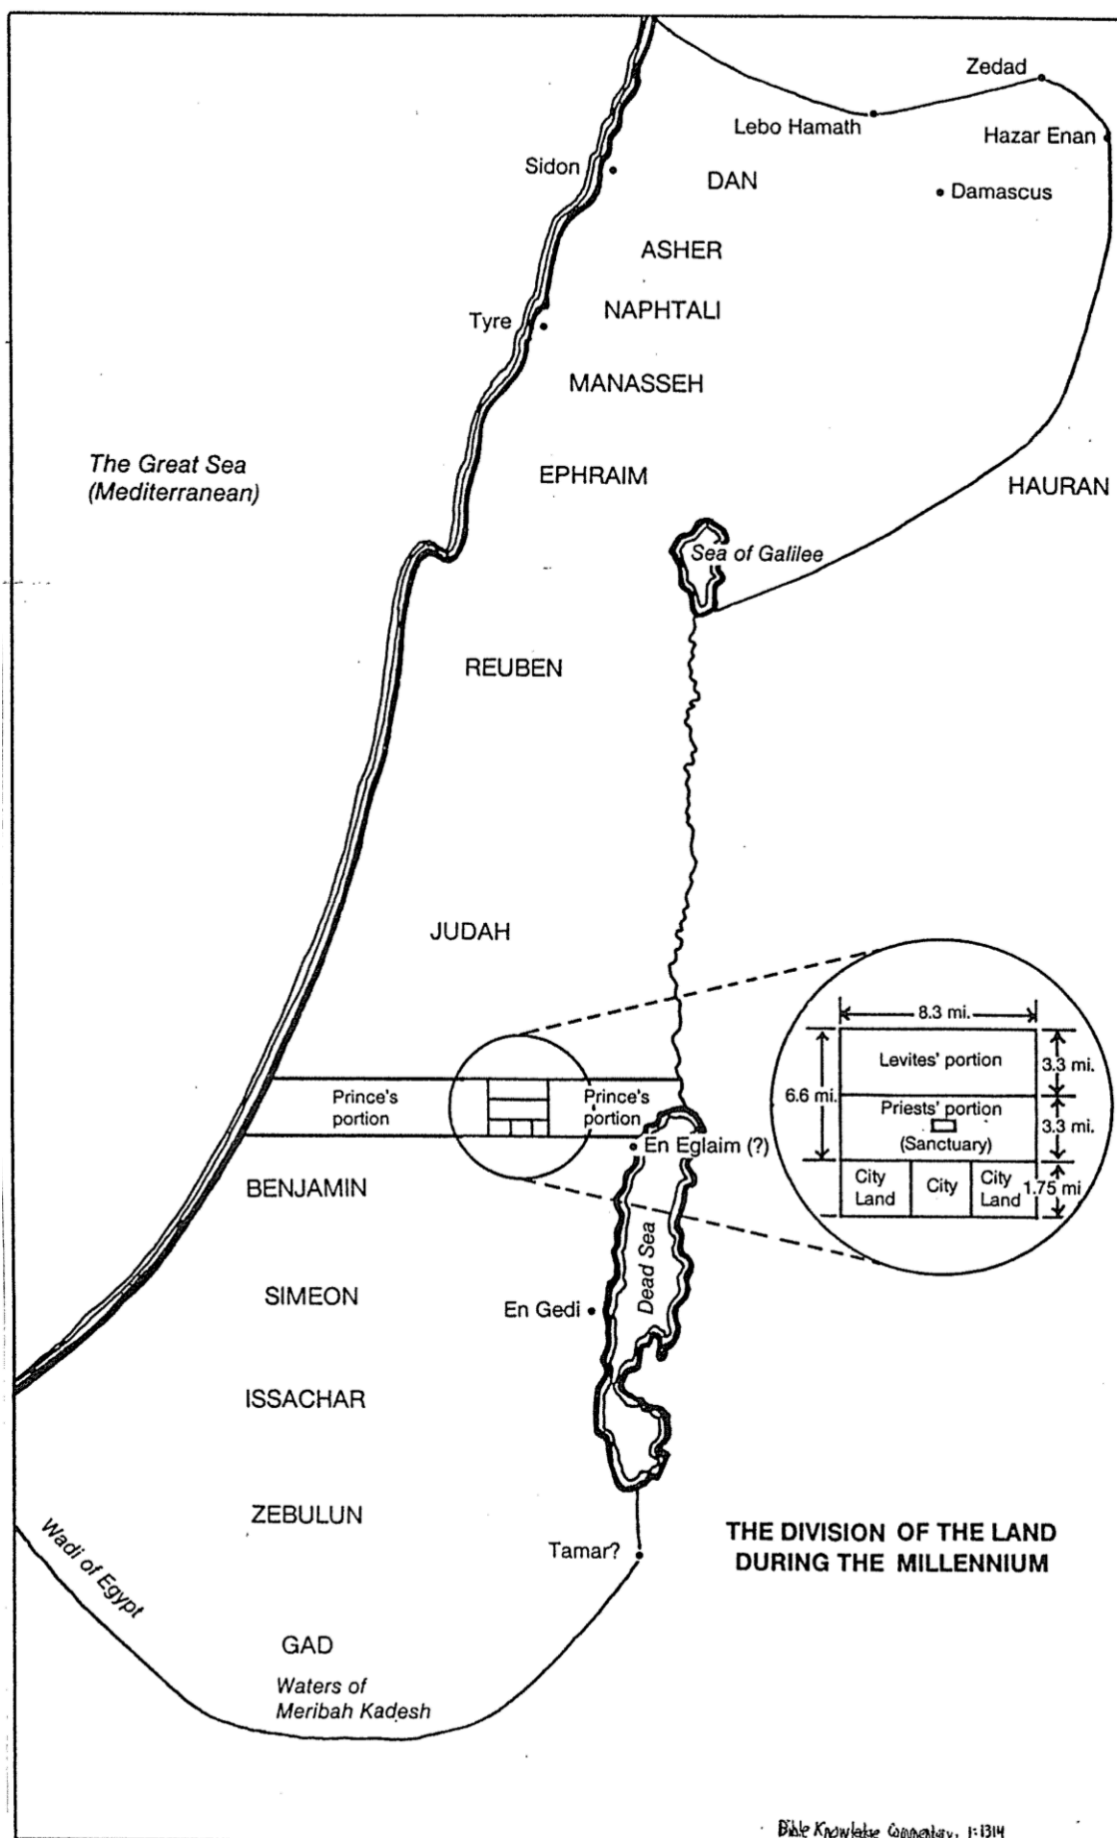 Zedad
Lebo Hamath
Hazar Enan
Sidon
DAN
Damascus
ASHER
NAPHTALI
Tyre
MANASSEH
The Great Sea
(Mediterranean)
EPHRAIM
HAURAN
Sea of Galilee
REUBEN
JUDAH
8.3 mi.
Levites' portion
3.3 mi.
6.6 mi.
Priests' portion
(Sanctuary)
3.3 mi.
City
Land
City
City
Land
1.75 mi
Prince's
portion
Prince's
portion
En Eglaim (?)
BENJAMIN
Dead Sea
SIMEON
En Gedi
ISSACHAR
ZEBULUN
Wadi of Egypt
Tamar?
THE DIVISION OF THE LAND
DURING THE MILLENNIUM
GAD
Waters of
Meribah Kadesh
Bible Knowledge Commentary, 1:1314